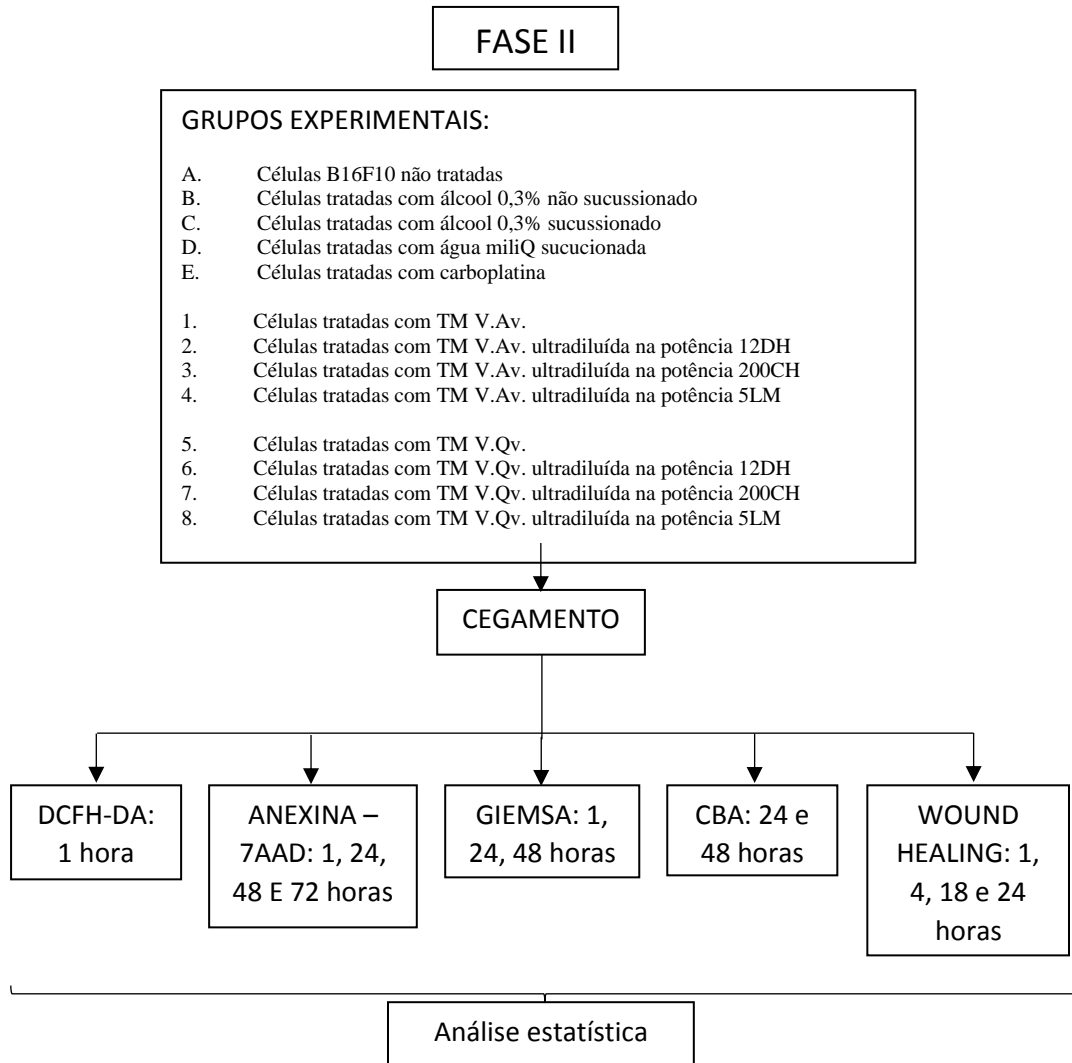 FASE II
GRUPOS EXPERIMENTAIS:
A. Células B16F10 não tratadas
B. Células tratadas com álcool 0,3% não sucussionado
C. Células tratadas com álcool 0,3% sucussionado
D. Células tratadas com água miliQ sucucionada
E. Células tratadas com carboplatina
1. Células tratadas com TM V.Av.
2. Células tratadas com TM V.Av. ultradiluída na potência 12DH
3. Células tratadas com TM V.Av. ultradiluída na potência 200CH
4. Células tratadas com TM V.Av. ultradiluída na potência 5LM
5. Células tratadas com TM V.Qv.
6. Células tratadas com TM V.Qv. ultradiluída na potência 12DH
7. Células tratadas com TM V.Qv. ultradiluída na potência 200CH
8. Células tratadas com TM V.Qv. ultradiluída na potência 5LM
CEGAMENTO
DCFH-DA:
1 hora
ANEXINA –
7AAD: 1, 24,
48 E 72 horas
GIEMSA: 1,
24, 48 horas
CBA: 24 e
48 horas
WOUND
HEALING: 1,
4, 18 e 24
horas
Análise estatística